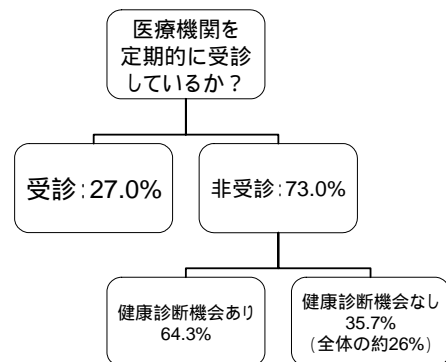 医療機関を
定期的に受診
しているか?
受診:27.0%
非受診:73.0%
健康診断機会あり
64.3%
健康診断機会なし
35.7%
(全体の約26%)